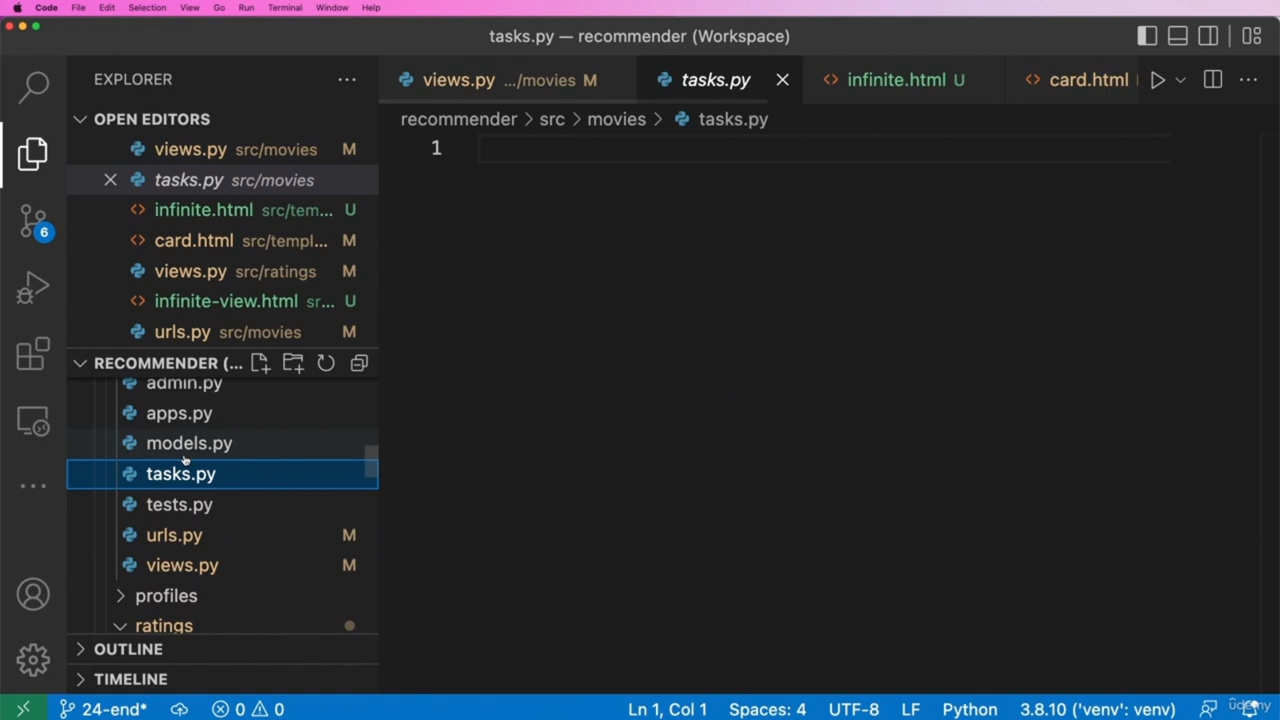 Code File Edit Selection View Go Run Terminal Window Help
tasks.py — recommender (Workspace)
EXPLORER ...
views.py .../movies M
tasks.py
infinite.html U
card.html
OPEN EDITORS
recommender > src > movies > tasks.py
views.py src/movies M
tasks.py src/movies
infinite.html src/tem... U
card.html src/templ... M
views.py src/ratings M
infinite-view.html sr... U
urls.py src/movies M
1
6
RECOMMENDER (...
admin.py
apps.py
models.py
tasks.py
tests.py
urls.py M
views.py M
profiles
ratings
OUTLINE
TIMELINE
24-end* 0 0 Ln 1, Col 1 Spaces: 4 UTF-8 LF Python 3.8.10 ('venv': venv)
udemy